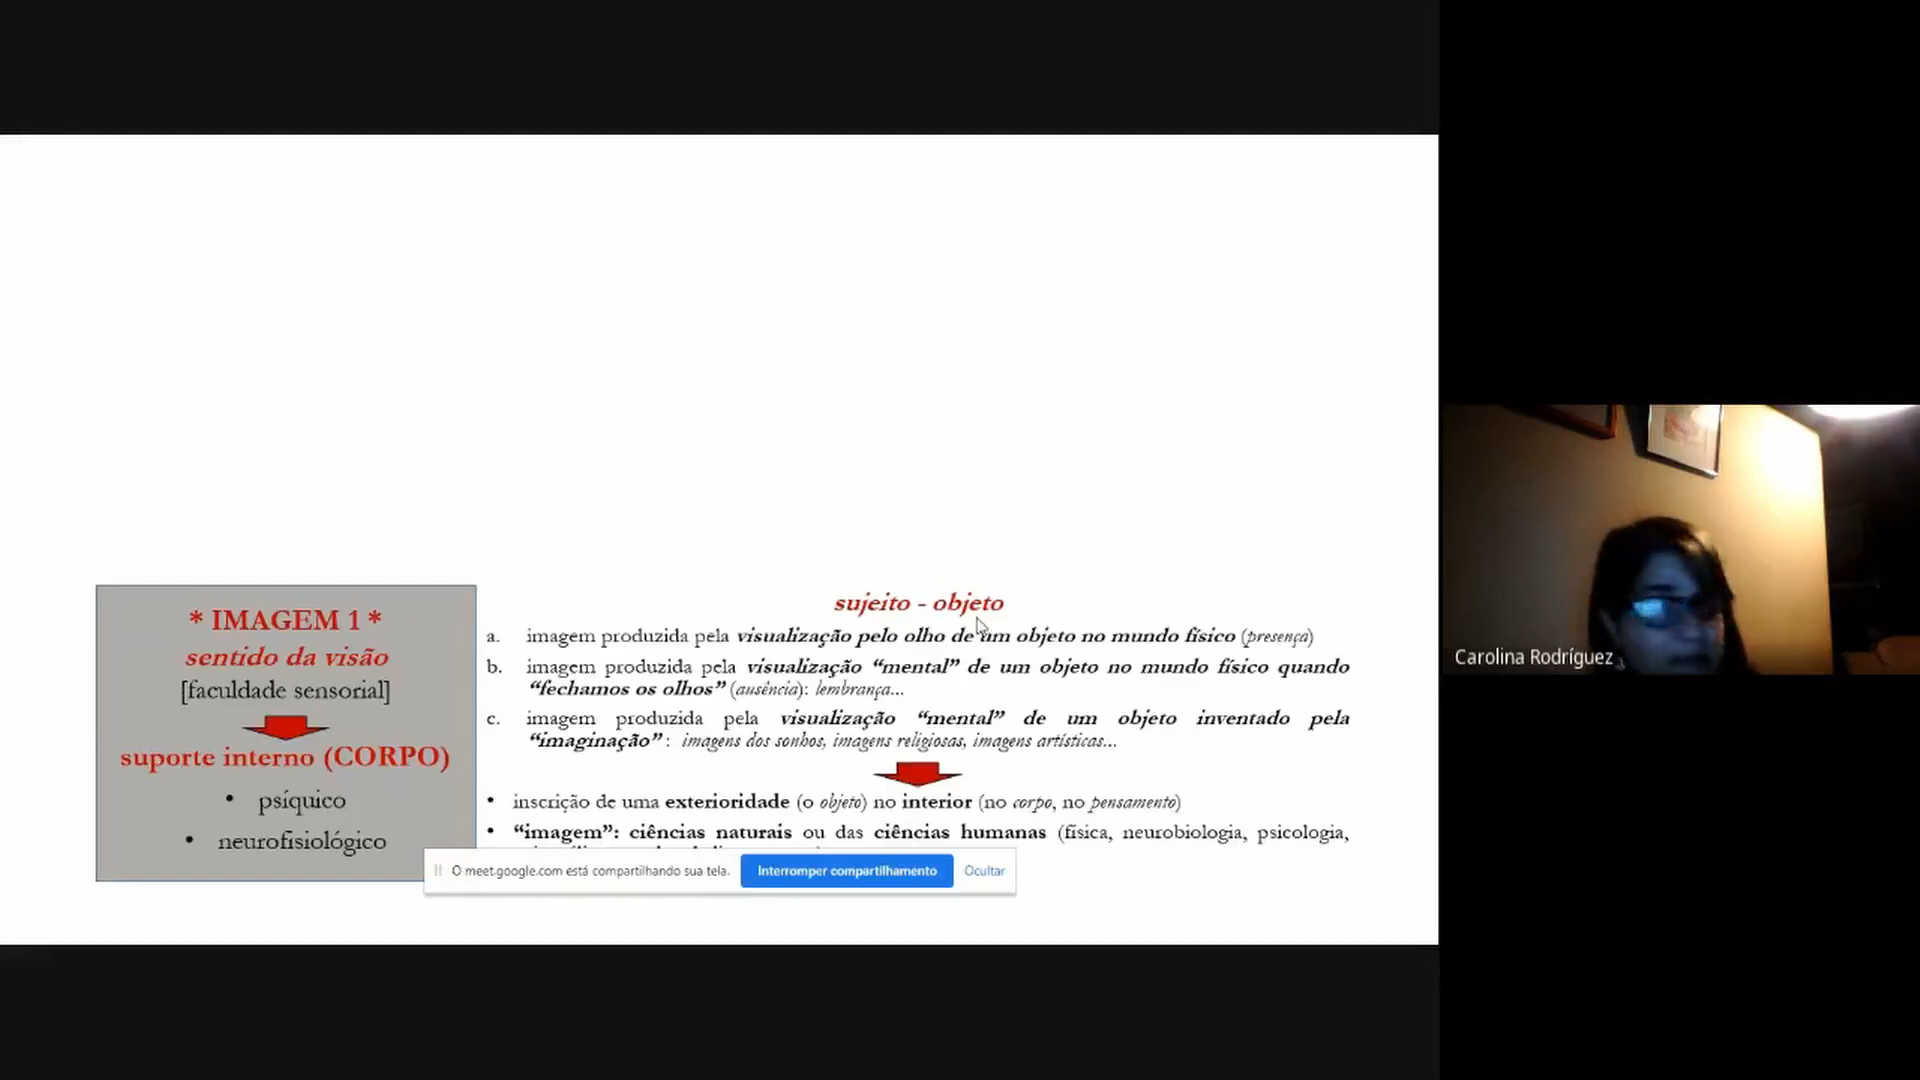 * IMAGEM 1 *
sentido da visão
[faculdade sensorial]
suporte interno (CORPO)
• psíquico
• neurofisiológico
sujeito - objeto
a. imagem produzida pela visualização pelo olho de um objeto no mundo físico (presença)
b. imagem produzida pela visualização “mental” de um objeto no mundo físico quando
“fechamos os olhos” (ausência): lembrança...
c. imagem produzida pela visualização “mental” de um objeto inventado pela
“imaginação” : imagens dos sonhos, imagens religiosas, imagens artísticas...
• inscrição de uma exterioridade (o objeto) no interior (no corpo, no pensamento)
• “imagem”: ciências naturais ou das ciências humanas (física, neurobiologia, psicologia,
O meet.google.com está compartilhando sua tela. Interromper compartilhamento Ocultar
Carolina Rodríguez